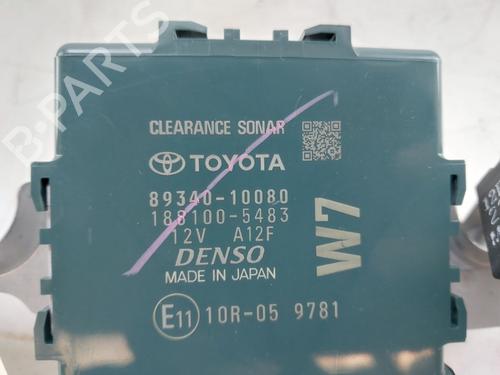 B-PARTS
CLEARANCE SONAR
TOYOTA
89340-10080
188100-5483
12V A12F
DENSO
MADE IN JAPAN
W7
E11 10R-05 9781